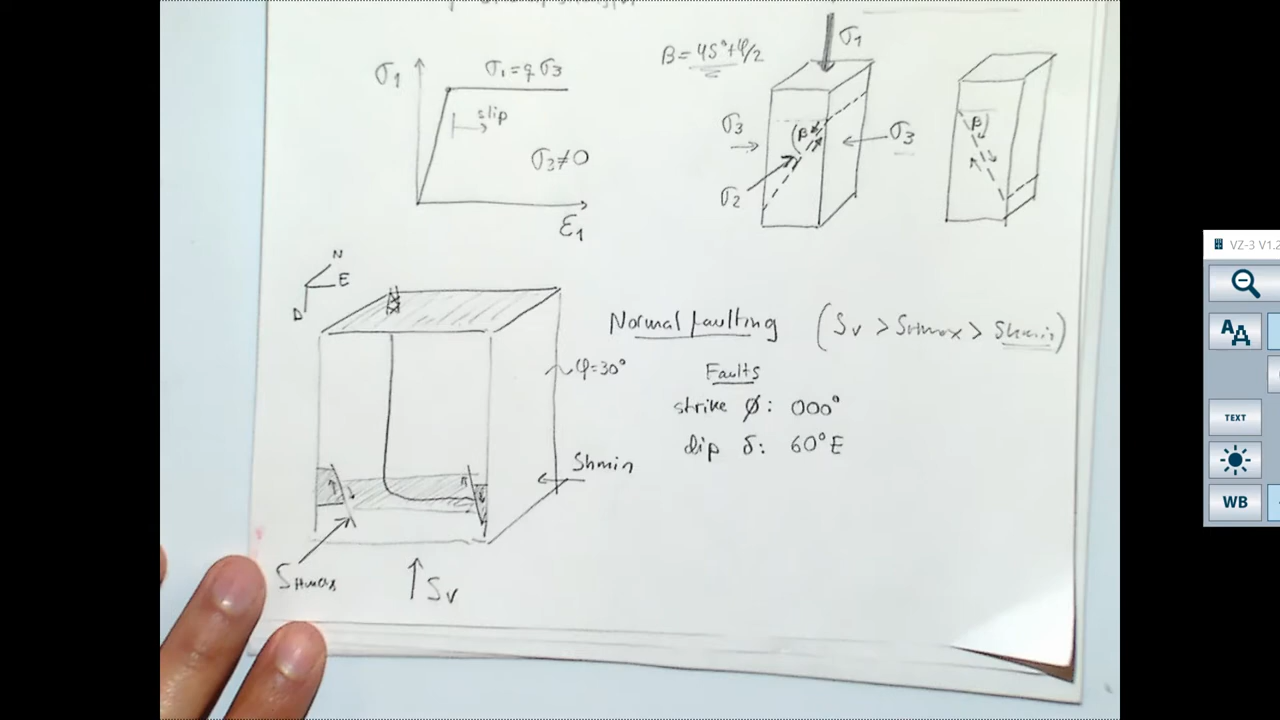 σ1
σ1 = q σ3
slip
σ3≠0
ε1
β = 45°+φ/2
σ1
σ3
β
σ3
σ2
β
N
E
D
φ=30°
Shmin
SHmax
Sv
Normal faulting (Sv > SHmax > Shmin)
Faults
strike ø: 000°
dip δ: 60°E
VZ-3 V1.2
AA
TEXT
WB